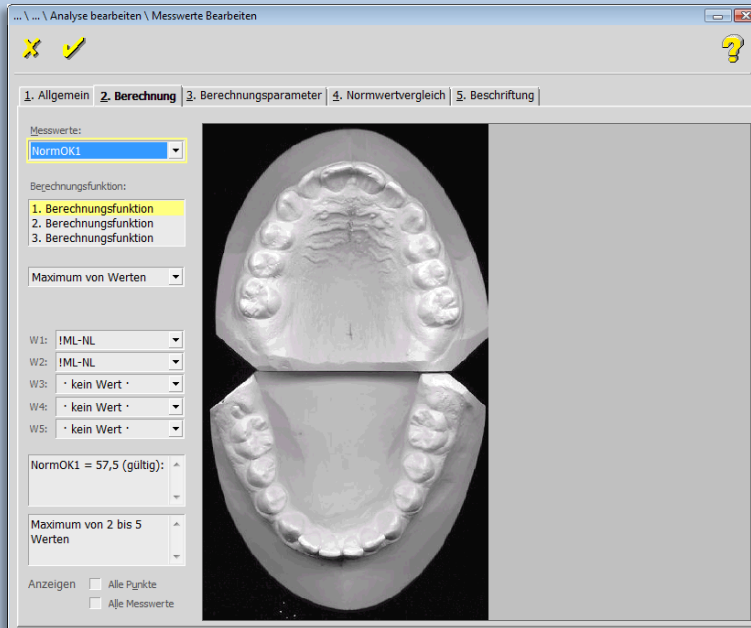 ... \ ... \ Analyse bearbeiten \ Messwerte Bearbeiten
1. Allgemein 2. Berechnung 3. Berechnungsparameter 4. Normwertvergleich 5. Beschriftung
Messwerte:
NormOK1
Berechnungsfunktion:
1. Berechnungsfunktion
2. Berechnungsfunktion
3. Berechnungsfunktion
Maximum von Werten
W1: !ML-NL
W2: !ML-NL
W3: · kein Wert ·
W4: · kein Wert ·
W5: · kein Wert ·
NormOK1 = 57,5 (gültig):
Maximum von 2 bis 5
Werten
Anzeigen Alle Punkte
Alle Messwerte